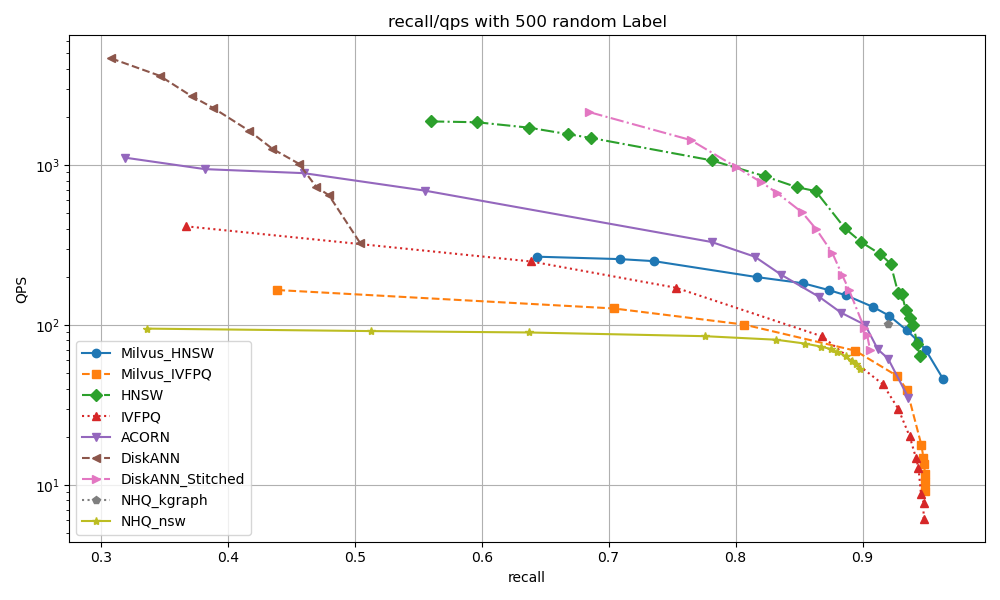 recall/qps with 500 random Label
QPS
10³
10²
10¹
Milvus_HNSW
Milvus_IVFPQ
HNSW
IVFPQ
ACORN
DiskANN
DiskANN_Stitched
NHQ_kgraph
NHQ_nsw
0.3 0.4 0.5 0.6 0.7 0.8 0.9
recall